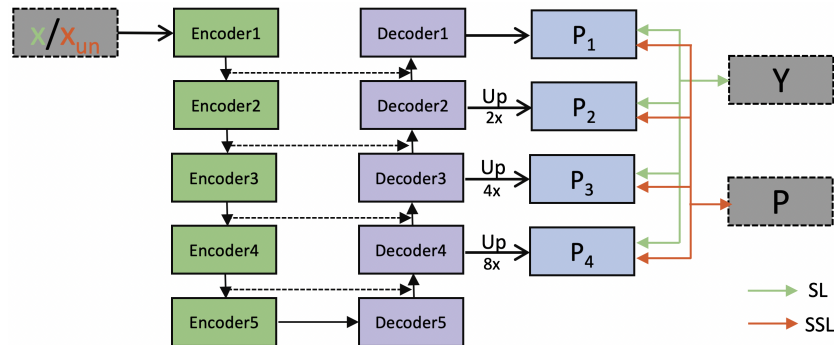 x/x_un
Encoder1
Decoder1
P_1
Encoder2
Decoder2
Up
2x
P_2
Y
Encoder3
Decoder3
Up
4x
P_3
P
Encoder4
Decoder4
Up
8x
P_4
Encoder5
Decoder5
SL
SSL